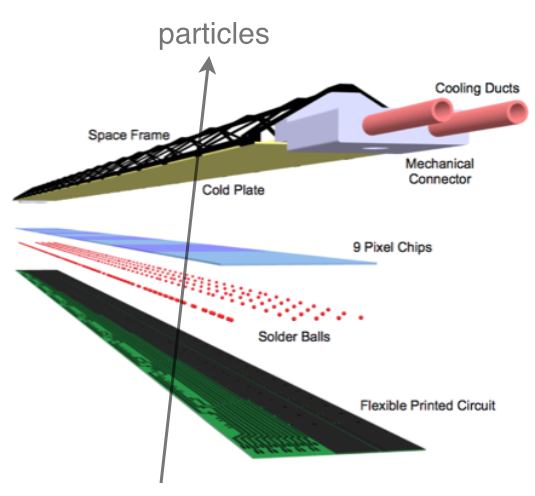 particles
Cooling Ducts
Space Frame
Mechanical
Connector
Cold Plate
9 Pixel Chips
Solder Balls
Flexible Printed Circuit